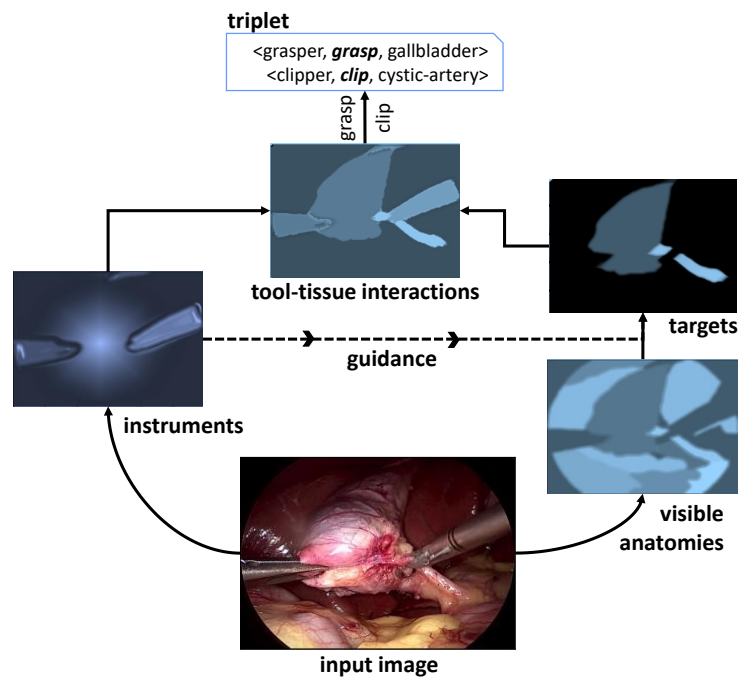 triplet
<grasper, grasp, gallbladder>
<clipper, clip, cystic-artery>
grasp
clip
tool-tissue interactions
targets
guidance
instruments
visible
anatomies
input image